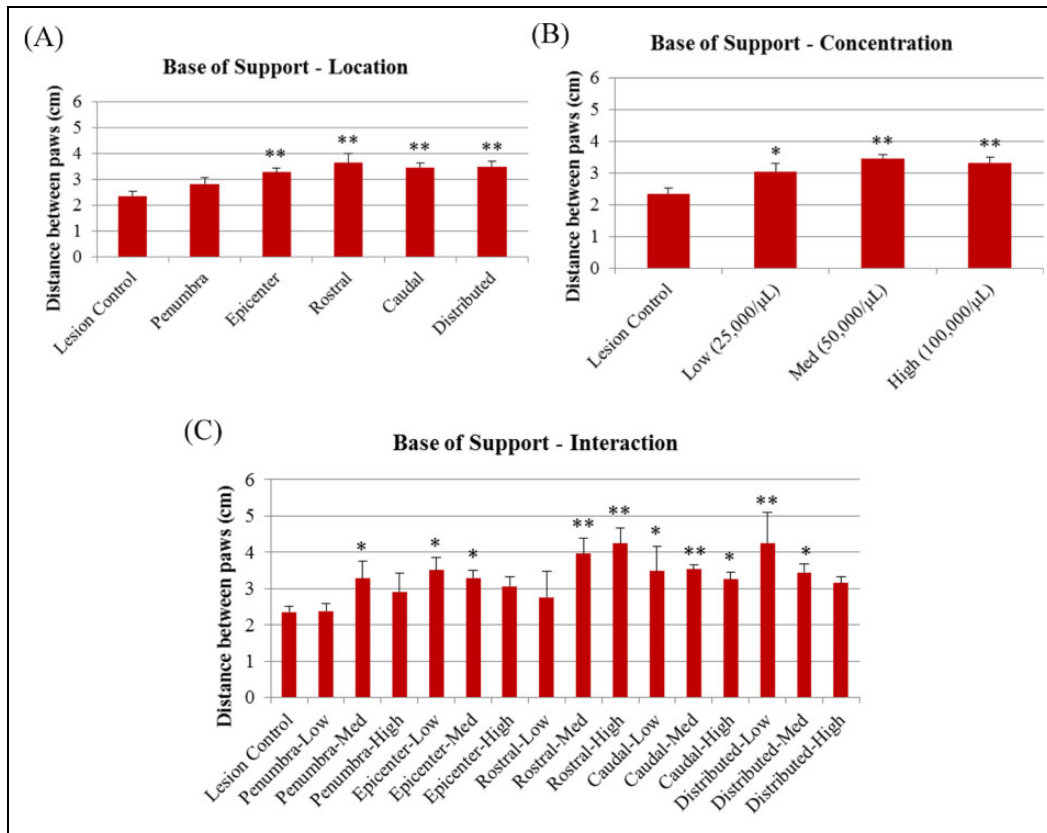 (A)
Base of Support - Location
Distance between paws (cm)
6
5
4
3
2
1
0
**
**
**
**
Lesion Control
Penumbra
Epicenter
Rostral
Caudal
Distributed
(B)
Base of Support - Concentration
Distance between paws (cm)
6
5
4
3
2
1
0
*
**
**
Lesion Control
Low (25,000/µL)
Med (50,000/µL)
High (100,000/µL)
(C)
Base of Support - Interaction
Distance between paws (cm)
6
5
4
3
2
1
0
*
*
*
**
**
*
**
*
**
*
Lesion Control
Penumbra-Low
Penumbra-Med
Penumbra-High
Epicenter-Low
Epicenter-Med
Epicenter-High
Rostral-Low
Rostral-Med
Rostral-High
Caudal-Low
Caudal-Med
Caudal-High
Distributed-Low
Distributed-Med
Distributed-High